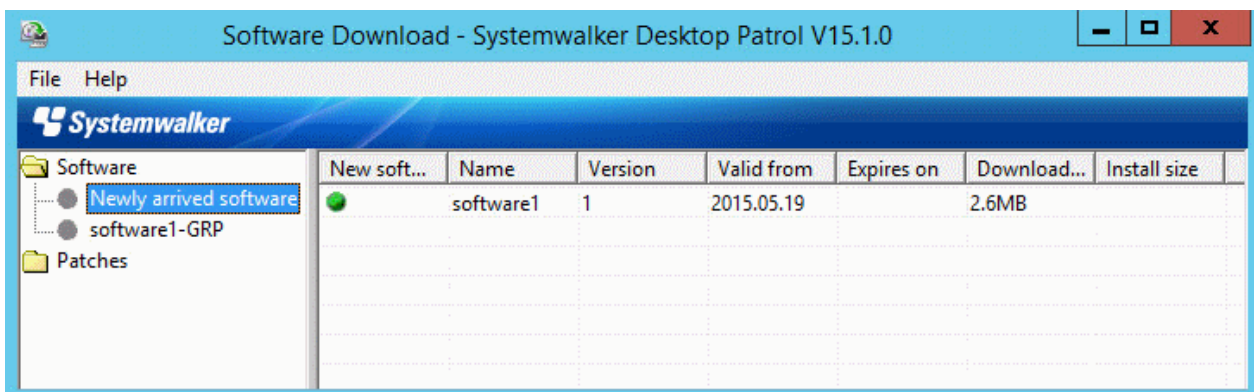 Software Download - Systemwalker Desktop Patrol V15.1.0
File Help
Systemwalker
Software
Newly arrived software
software1-GRP
Patches
New soft... Name Version Valid from Expires on Download... Install size
software1 1 2015.05.19 2.6MB